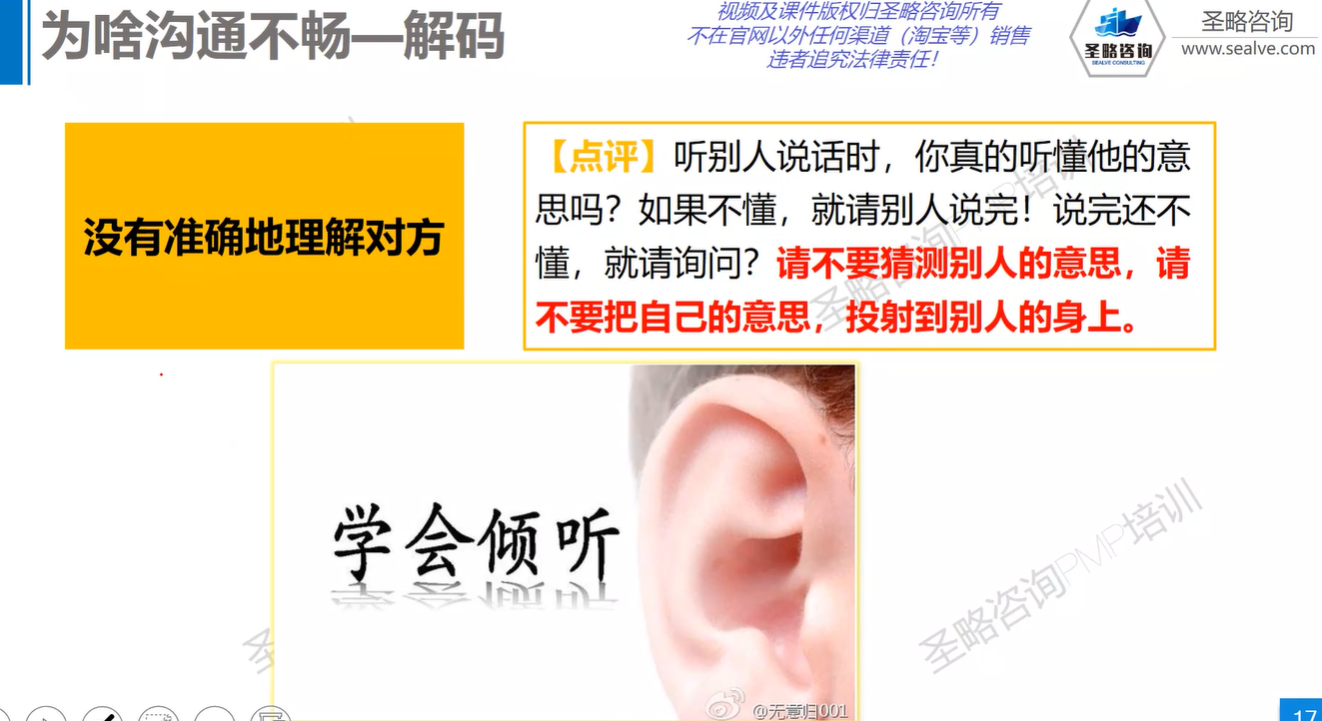 为啥沟通不畅—解码
视频及课件版权归圣略咨询所有
不在官网以外任何渠道（淘宝等）销售
违者追究法律责任！
圣略咨询
SEALVE CONSULTING
圣略咨询
www.sealve.com
没有准确地理解对方
【点评】听别人说话时，你真的听懂他的意
思吗？如果不懂，就请别人说完！说完还不
懂，就请询问？请不要猜测别人的意思，请
不要把自己的意思，投射到别人的身上。
圣略咨询PMP培训
学会倾听
圣略咨询PMP培训
@无意归001
17